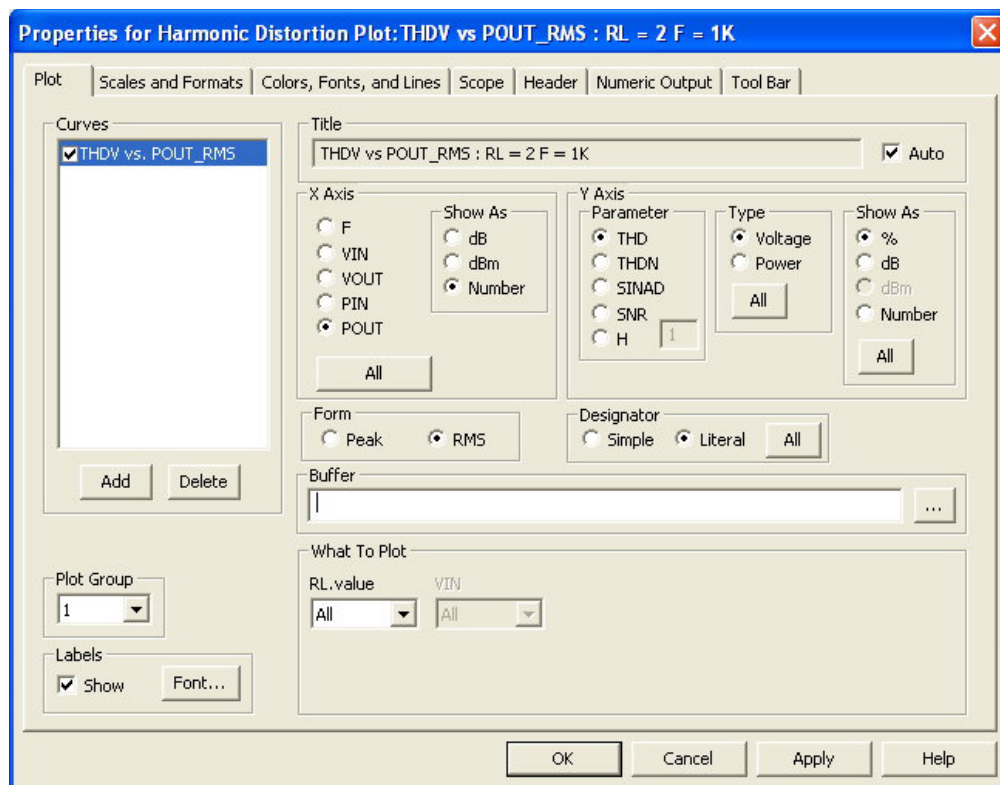 Properties for Harmonic Distortion Plot:THDV vs POUT_RMS : RL = 2 F = 1K
Plot
Scales and Formats
Colors, Fonts, and Lines
Scope
Header
Numeric Output
Tool Bar
Curves
THDV vs. POUT_RMS
Add
Delete
Title
THDV vs POUT_RMS : RL = 2 F = 1K
Auto
X Axis
F
VIN
VOUT
PIN
POUT
Show As
dB
dBm
Number
All
Y Axis
Parameter
THD
THDN
SINAD
SNR
H
1
Type
Voltage
Power
All
Show As
%
dB
dBm
Number
All
Form
Peak
RMS
Designator
Simple
Literal
All
Buffer
...
What To Plot
RL.value
All
VIN
All
Plot Group
1
Labels
Show
Font...
OK
Cancel
Apply
Help